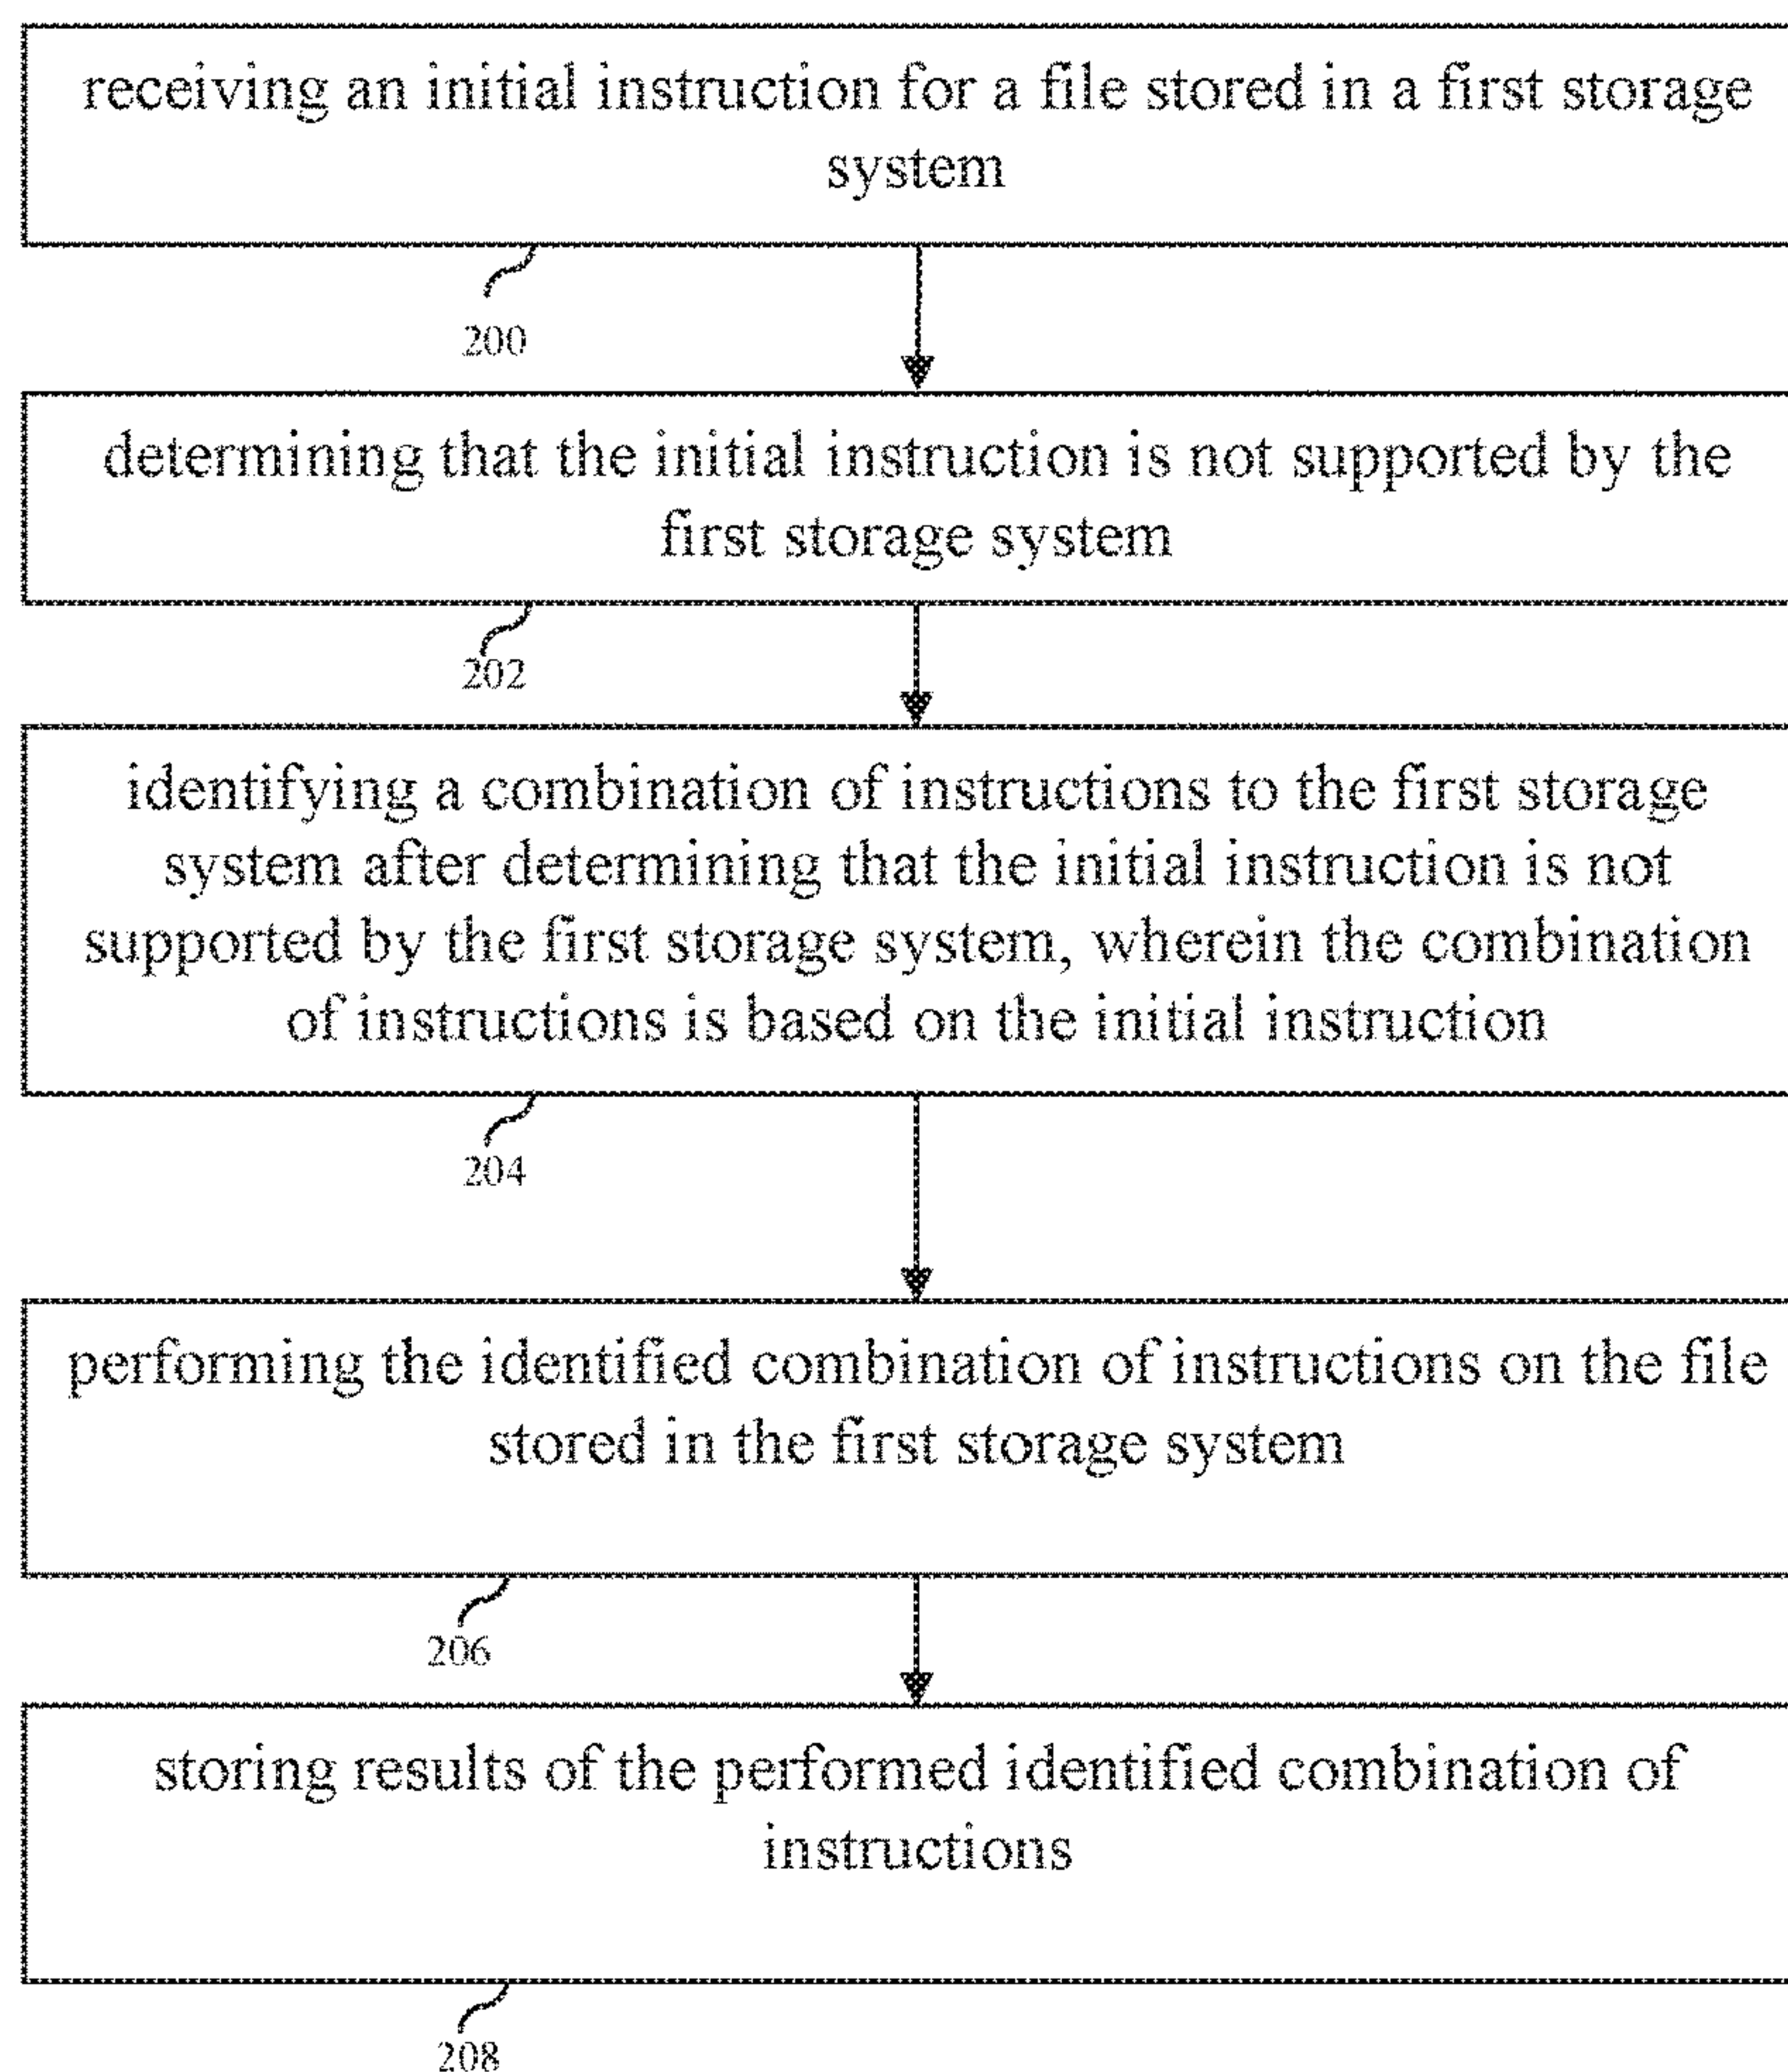 receiving an initial instruction for a file stored in a first storage
system
200
determining that the initial instruction is not supported by the
first storage system
202
identifying a combination of instructions to the first storage
system after determining that the initial instruction is not
supported by the first storage system, wherein the combination
of instructions is based on the initial instruction
204
performing the identified combination of instructions on the file
stored in the first storage system
206
storing results of the performed identified combination of
instructions
208